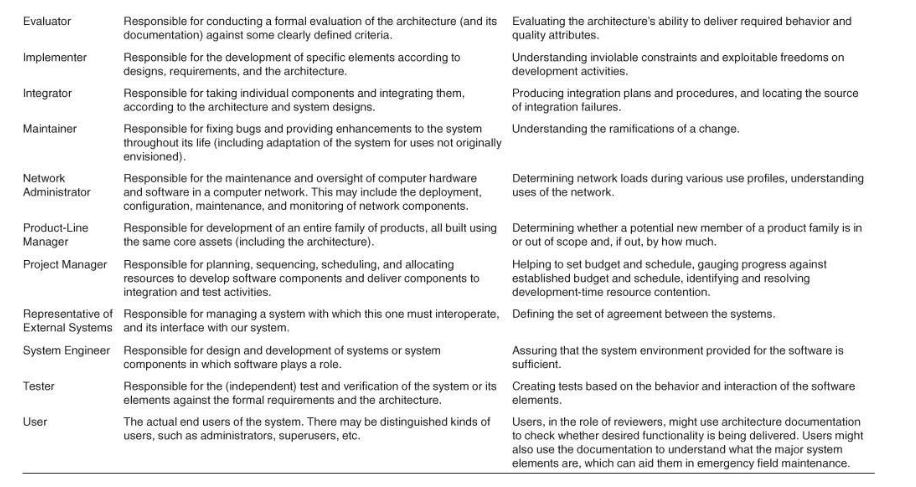 Evaluator Responsible for conducting a formal evaluation of the architecture (and its Evaluating the architecture's ability to deliver required behavior and
documentation) against some clearly defined criteria. quality attributes.
Implementer Responsible for the development of specific elements according to Understanding inviolable constraints and exploitable freedoms on
designs, requirements, and the architecture. development activities.
Integrator Responsible for taking individual components and integrating them, Producing integration plans and procedures, and locating the source
according to the architecture and system designs. of integration failures.
Maintainer Responsible for fixing bugs and providing enhancements to the system Understanding the ramifications of a change.
throughout its life (including adaptation of the system for uses not originally
envisioned).
Network Responsible for the maintenance and oversight of computer hardware Determining network loads during various use profiles, understanding
Administrator and software in a computer network. This may include the deployment, uses of the network.
configuration, maintenance, and monitoring of network components.
Product-Line Responsible for development of an entire family of products, all built using Determining whether a potential new member of a product family is in
Manager the same core assets (including the architecture). or out of scope and, if out, by how much.
Project Manager Responsible for planning, sequencing, scheduling, and allocating Helping to set budget and schedule, gauging progress against
resources to develop software components and deliver components to established budget and schedule, identifying and resolving
integration and test activities. development-time resource contention.
Representative of Responsible for managing a system with which this one must interoperate, Defining the set of agreement between the systems.
External Systems and its interface with our system.
System Engineer Responsible for design and development of systems or system Assuring that the system environment provided for the software is
components in which software plays a role. sufficient.
Tester Responsible for the (independent) test and verification of the system or its Creating tests based on the behavior and interaction of the software
elements against the formal requirements and the architecture. elements.
User The actual end users of the system. There may be distinguished kinds of Users, in the role of reviewers, might use architecture documentation
users, such as administrators, superusers, etc. to check whether desired functionality is being delivered. Users might
also use the documentation to understand what the major system
elements are, which can aid them in emergency field maintenance.